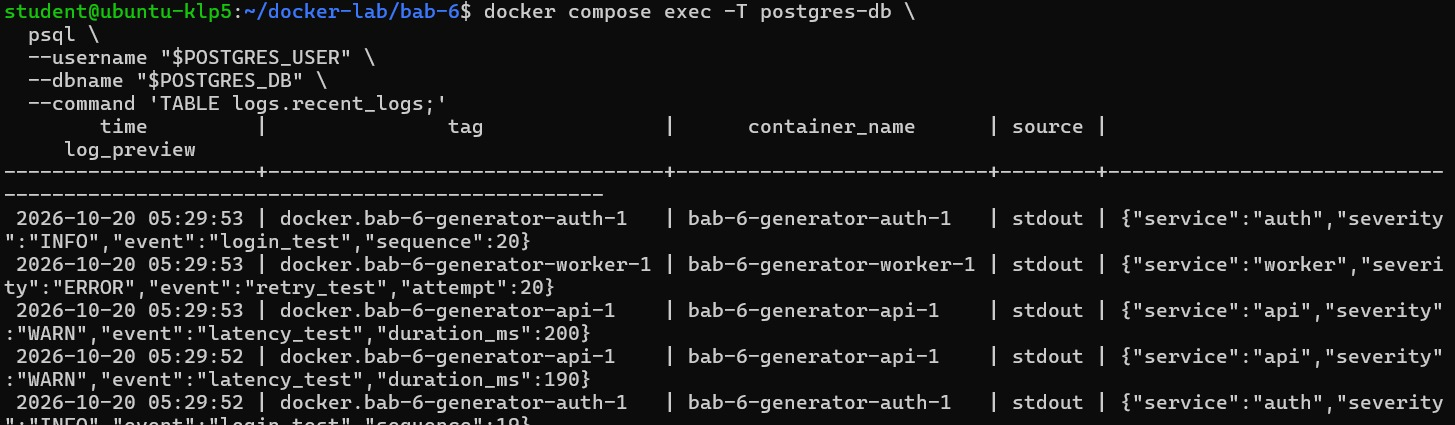 student@ubuntu-klp5:~/docker-lab/bab-6$ docker compose exec -T postgres-db \
  psql \
  --username "$POSTGRES_USER" \
  --dbname "$POSTGRES_DB" \
  --command 'TABLE logs.recent_logs;'
        time         |               tag                |      container_name      | source |
     log_preview
---------------------+----------------------------------+--------------------------+--------+---------------------------
------------------------------------------------
 2026-10-20 05:29:53 | docker.bab-6-generator-auth-1   | bab-6-generator-auth-1   | stdout | {"service":"auth","severity
":"INFO","event":"login_test","sequence":20}
 2026-10-20 05:29:53 | docker.bab-6-generator-worker-1 | bab-6-generator-worker-1 | stdout | {"service":"worker","severi
ty":"ERROR","event":"retry_test","attempt":20}
 2026-10-20 05:29:53 | docker.bab-6-generator-api-1    | bab-6-generator-api-1    | stdout | {"service":"api","severity"
:"WARN","event":"latency_test","duration_ms":200}
 2026-10-20 05:29:52 | docker.bab-6-generator-api-1    | bab-6-generator-api-1    | stdout | {"service":"api","severity"
:"WARN","event":"latency_test","duration_ms":190}
 2026-10-20 05:29:52 | docker.bab-6-generator-auth-1   | bab-6-generator-auth-1   | stdout | {"service":"auth","severity
":"INFO","event":"login_test","sequence":19}